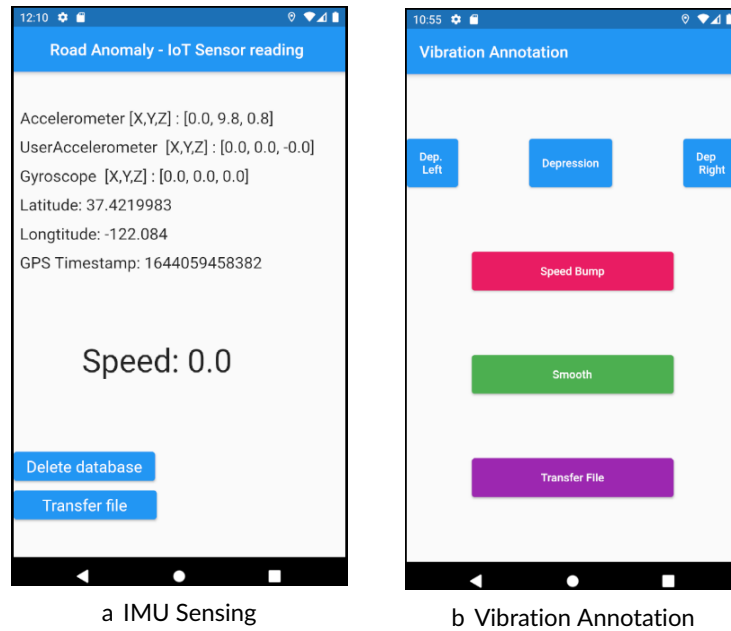 12:10
Road Anomaly - IoT Sensor reading
Accelerometer [X,Y,Z] : [0.0, 9.8, 0.8]
UserAccelerometer [X,Y,Z] : [0.0, 0.0, -0.0]
Gyroscope [X,Y,Z] : [0.0, 0.0, 0.0]
Latitude: 37.4219983
Longtitude: -122.084
GPS Timestamp: 1644059458382
Speed: 0.0
Delete database
Transfer file
a IMU Sensing
10:55
Vibration Annotation
Dep.
Left
Depression
Dep
Right
Speed Bump
Smooth
Transfer File
b Vibration Annotation